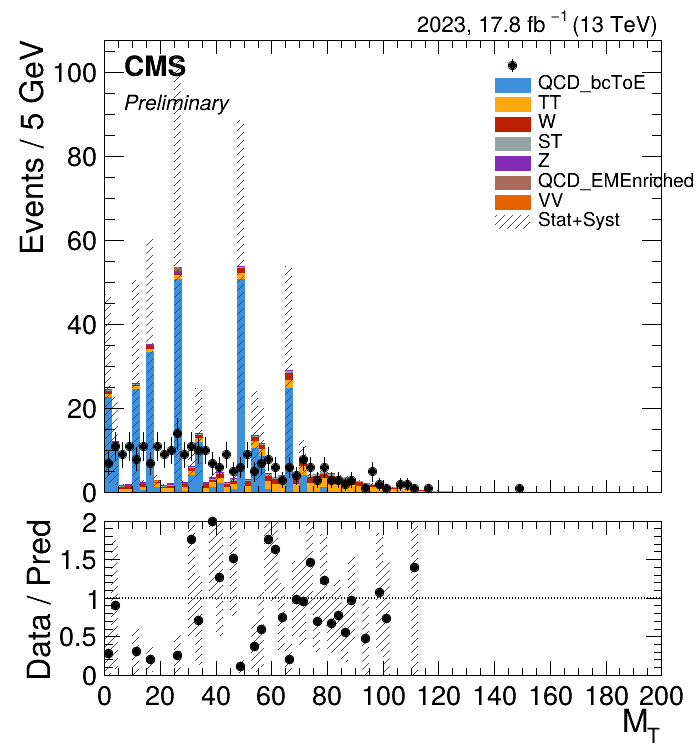 2023, 17.8 fb⁻¹ (13 TeV)
Events / 5 GeV
CMS
Preliminary
QCD_bcToE
TT
W
ST
Z
QCD_EMEnriched
VV
Stat+Syst
100
80
60
40
20
0
Data / Pred
2
1.5
1
0.5
0
0 20 40 60 80 100 120 140 160 180 200
M_T